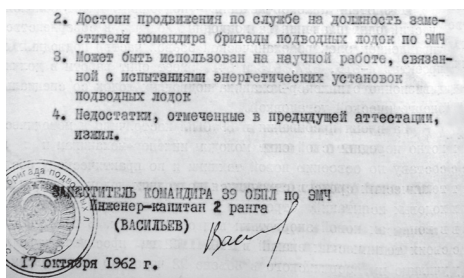 2. Достоин продвижения по службе на должность заме-
стителя командира бригады подводных лодок по ЭМЧ
3. Может быть использован на научной работе, связан-
ной с испытаниями энергетических установок
подводных лодок
4. Недостатки, отмеченные в предыдущей аттестации,
изжил.
ЗАМЕСТИТЕЛЬ КОМАНДИРА 39 ОБПЛ ПО ЭМЧ
Инженер-капитан 2 ранга
(ВАСИЛЬЕВ)
17 октября 1962 г.